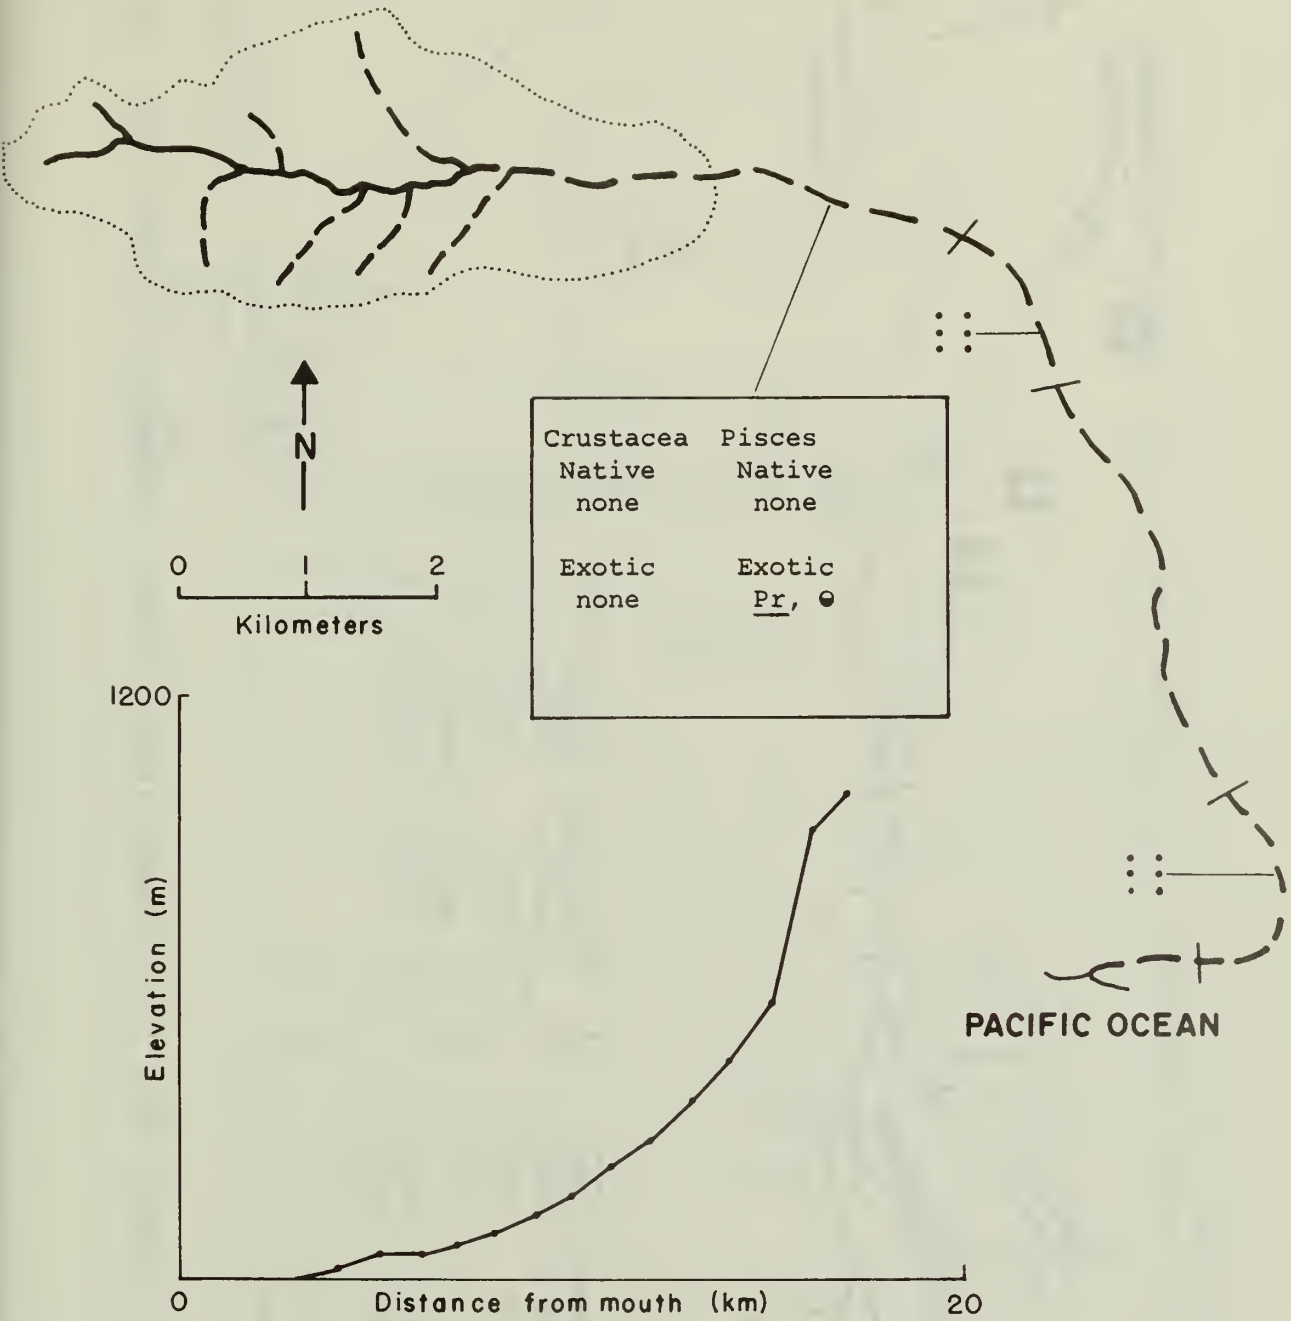 N
0 1 2
Kilometers
Crustacea Pisces
Native Native
none none
Exotic Exotic
none Pr,
PACIFIC OCEAN
1200
Elevation (m)
0 20
Distance from mouth (km)